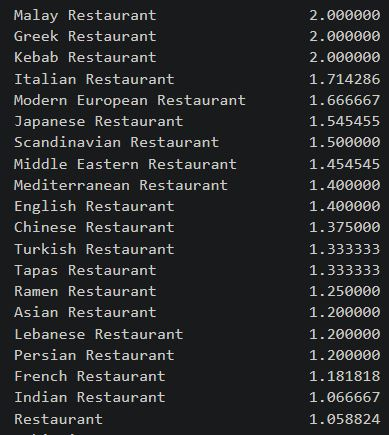 Malay Restaurant 2.000000
Greek Restaurant 2.000000
Kebab Restaurant 2.000000
Italian Restaurant 1.714286
Modern European Restaurant 1.666667
Japanese Restaurant 1.545455
Scandinavian Restaurant 1.500000
Middle Eastern Restaurant 1.454545
Mediterranean Restaurant 1.400000
English Restaurant 1.400000
Chinese Restaurant 1.375000
Turkish Restaurant 1.333333
Tapas Restaurant 1.333333
Ramen Restaurant 1.250000
Asian Restaurant 1.200000
Lebanese Restaurant 1.200000
Persian Restaurant 1.200000
French Restaurant 1.181818
Indian Restaurant 1.066667
Restaurant 1.058824